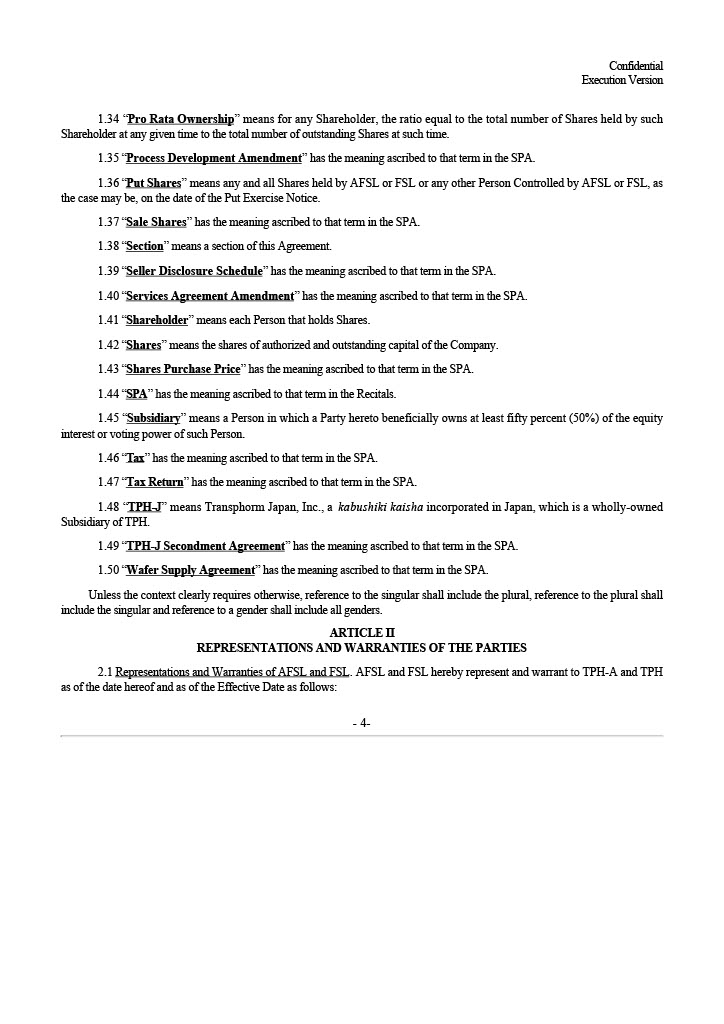 Confidential
Execution Version
1.34 “Pro Rata Ownership” means for any Shareholder, the ratio equal to the total number of Shares held by such
Shareholder at any given time to the total number of outstanding Shares at such time.
1.35 “Process Development Amendment” has the meaning ascribed to that term in the SPA.
1.36 “Put Shares” means any and all Shares held by AFSL or FSL or any other Person Controlled by AFSL or FSL, as
the case may be, on the date of the Put Exercise Notice.
1.37 “Sale Shares” has the meaning ascribed to that term in the SPA.
1.38 “Section” means a section of this Agreement.
1.39 “Seller Disclosure Schedule” has the meaning ascribed to that term in the SPA.
1.40 “Services Agreement Amendment” has the meaning ascribed to that term in the SPA.
1.41 “Shareholder” means each Person that holds Shares.
1.42 “Shares” means the shares of authorized and outstanding capital of the Company.
1.43 “Shares Purchase Price” has the meaning ascribed to that term in the SPA.
1.44 “SPA” has the meaning ascribed to that term in the Recitals.
1.45 “Subsidiary” means a Person in which a Party hereto beneficially owns at least fifty percent (50%) of the equity
interest or voting power of such Person.
1.46 “Tax” has the meaning ascribed to that term in the SPA.
1.47 “Tax Return” has the meaning ascribed to that term in the SPA.
1.48 “TPH-J” means Transphorm Japan, Inc., a kabushiki kaisha incorporated in Japan, which is a wholly-owned
Subsidiary of TPH.
1.49 “TPH-J Secondment Agreement” has the meaning ascribed to that term in the SPA.
1.50 “Wafer Supply Agreement” has the meaning ascribed to that term in the SPA.
Unless the context clearly requires otherwise, reference to the singular shall include the plural, reference to the plural shall
include the singular and reference to a gender shall include all genders.
ARTICLE II
REPRESENTATIONS AND WARRANTIES OF THE PARTIES
2.1 Representations and Warranties of AFSL and FSL. AFSL and FSL hereby represent and warrant to TPH-A and TPH
as of the date hereof and as of the Effective Date as follows:
- 4-